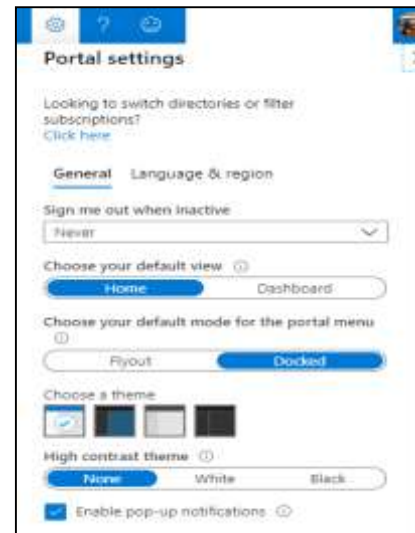 ?
Portal settings
Looking to switch directories or filter
subscriptions?
Click here
General Language & region
Sign me out when inactive
Never
Choose your default view
Home Dashboard
Choose your default mode for the portal menu
Flyout Docked
Choose a theme
High contrast theme
None White Black
Enable pop-up notifications